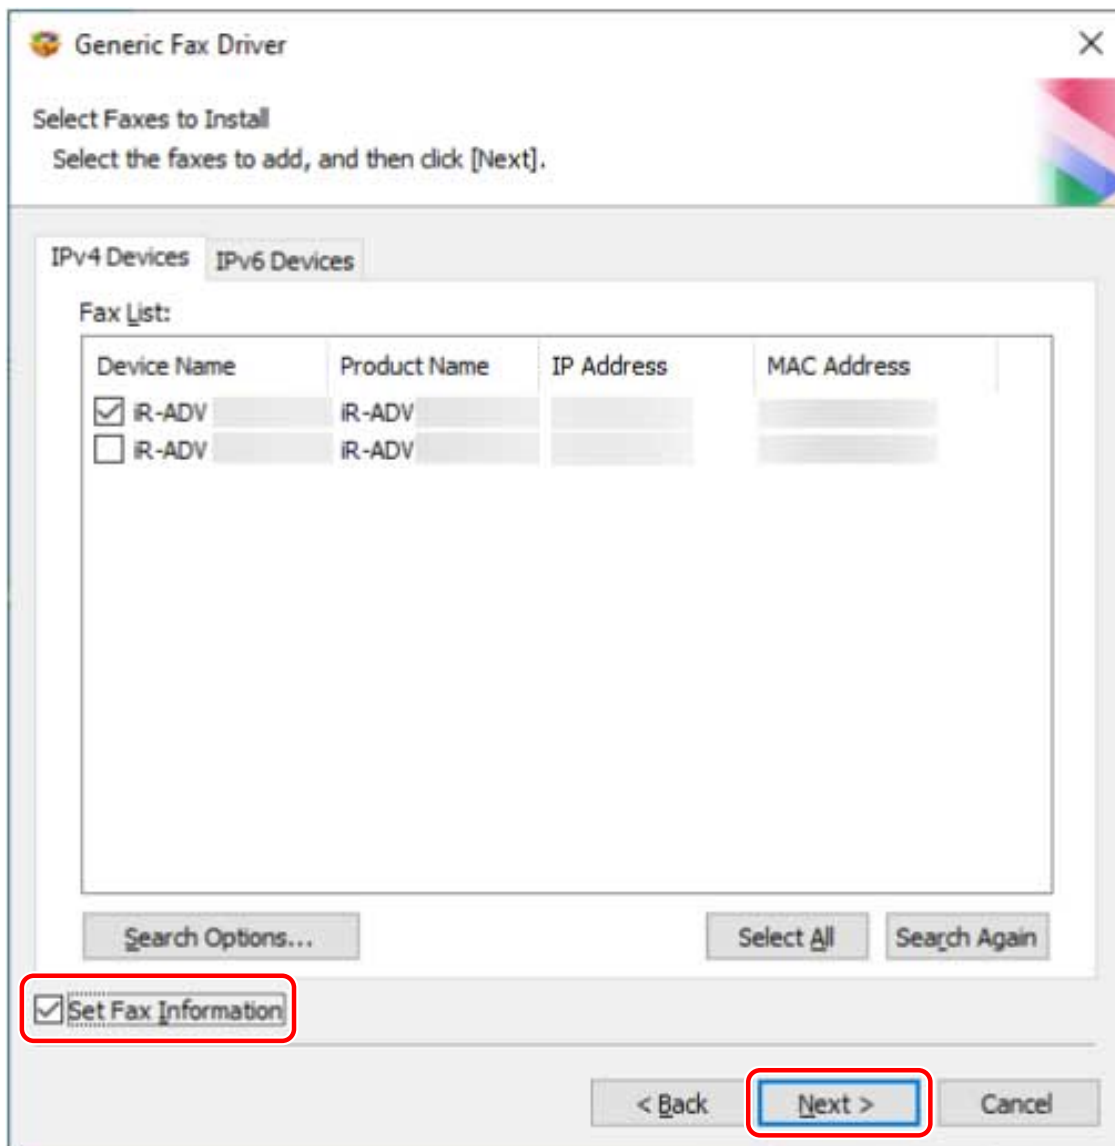 Generic Fax Driver
Select Faxes to Install
Select the faxes to add, and then click [Next].
IPv4 Devices IPv6 Devices
Fax List:
Device Name Product Name IP Address MAC Address
iR-ADV iR-ADV
iR-ADV iR-ADV
Search Options... Select All Search Again
Set Fax Information
< Back Next > Cancel